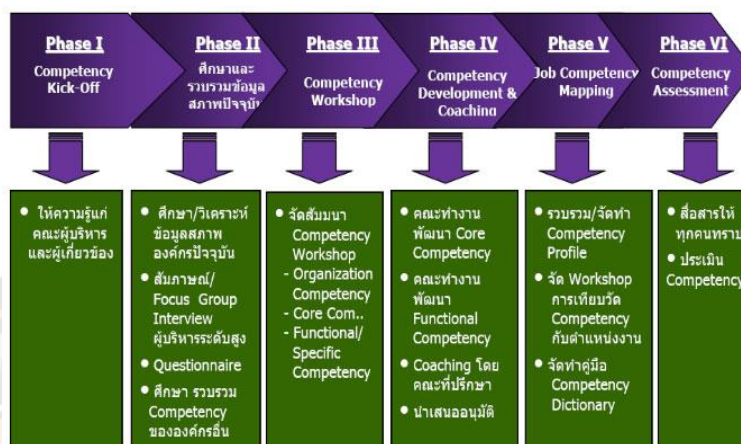 Phase I
Competency
Kick-Off
Phase II
ศึกษาและ
รวบรวมข้อมูล
สภาพปัจจุบัน
Phase III
Competency
Workshop
Phase IV
Competency
Development &
Coaching
Phase V
Job Competency
Mapping
Phase VI
Competency
Assessment
• ให้ความรู้แก่
คณะผู้บริหาร
และผู้เกี่ยวข้อง
• ศึกษา/วิเคราะห์
ข้อมูลสภาพ
องค์กรปัจจุบัน
• สัมภาษณ์/
Focus Group
Interview
ผู้บริหารระดับสูง
• Questionnaire
• ศึกษา รวบรวม
Competency
ขององค์กรอื่น
• จัดสัมมนา
Competency
Workshop
- Organization
Competency
- Core Com..
- Functional/
Specific
Competency
• คณะทำงาน
พัฒนา Core
Competency
• คณะทำงาน
พัฒนา
Functional
Competency
• Coaching โดย
คณะที่ปรึกษา
• นำเสนออนุมัติ
• รวบรวม/จัดทำ
Competency
Profile
• จัด Workshop
การเทียบวัด
Competency
กับตำแหน่งงาน
• จัดทำคู่มือ
Competency
Dictionary
• สื่อสารให้
ทุกคนทราบ
• ประเมิน
Competency